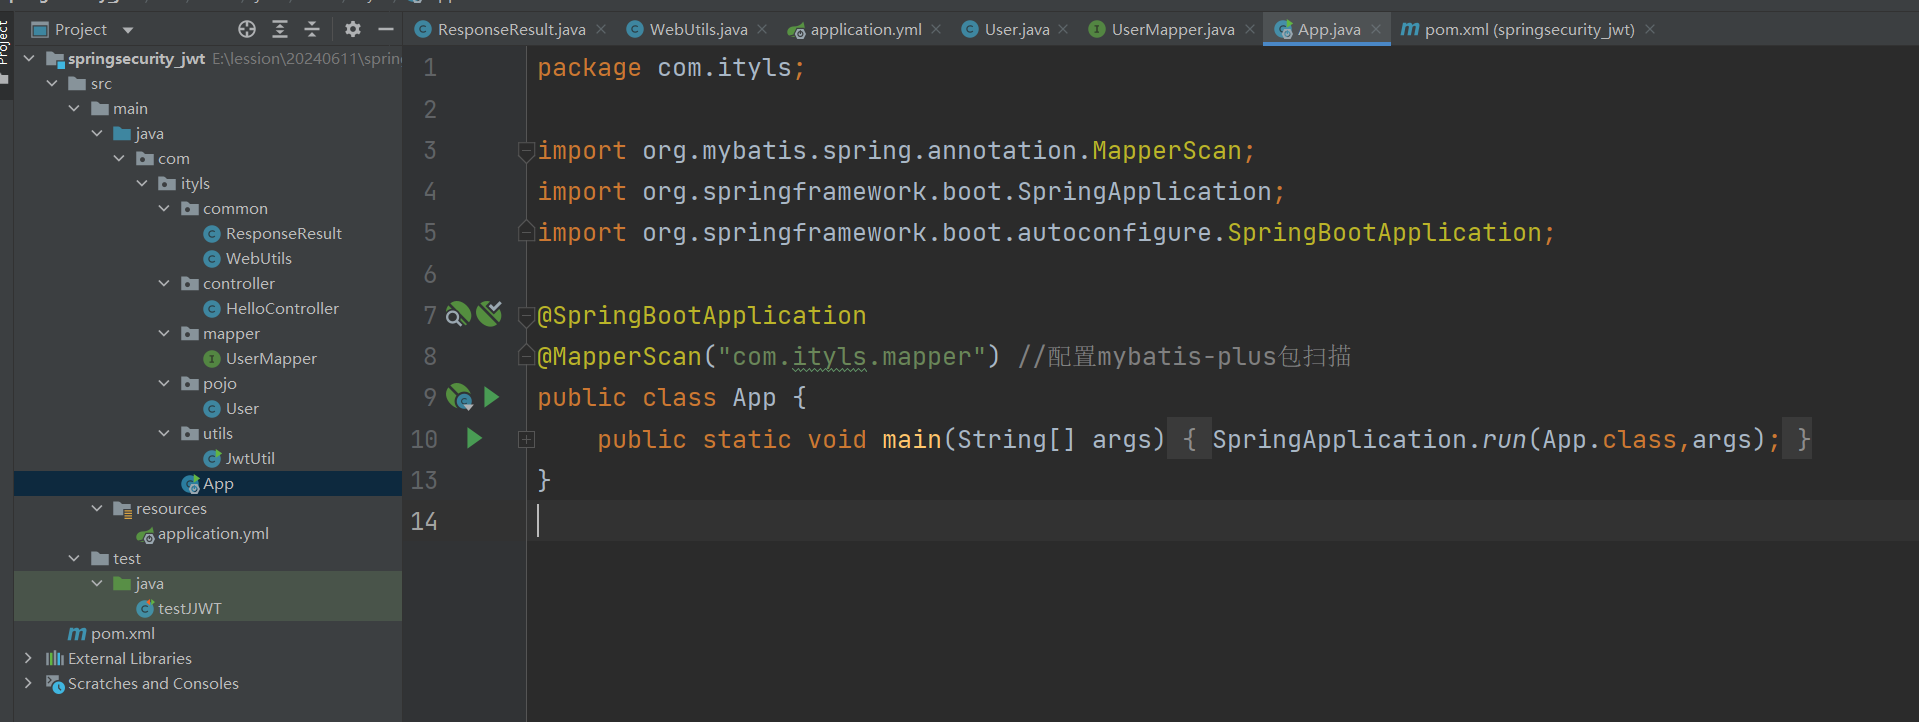 Project
ResponseResult.java
WebUtils.java
application.yml
User.java
UserMapper.java
App.java
pom.xml (springsecurity_jwt)
Project
springsecurity_jwt E:\lession\20240611\spring
src
main
java
com
ityls
common
ResponseResult
WebUtils
controller
HelloController
mapper
UserMapper
pojo
User
utils
JwtUtil
App
resources
application.yml
test
java
testJJWT
pom.xml
External Libraries
Scratches and Consoles
1 package com.ityls;
2
3 import org.mybatis.spring.annotation.MapperScan;
4 import org.springframework.boot.SpringApplication;
5 import org.springframework.boot.autoconfigure.SpringBootApplication;
6
7 @SpringBootApplication
8 @MapperScan("com.ityls.mapper") //配置mybatis-plus包扫描
9 public class App {
10 public static void main(String[] args) { SpringApplication.run(App.class,args); }
13 }
14